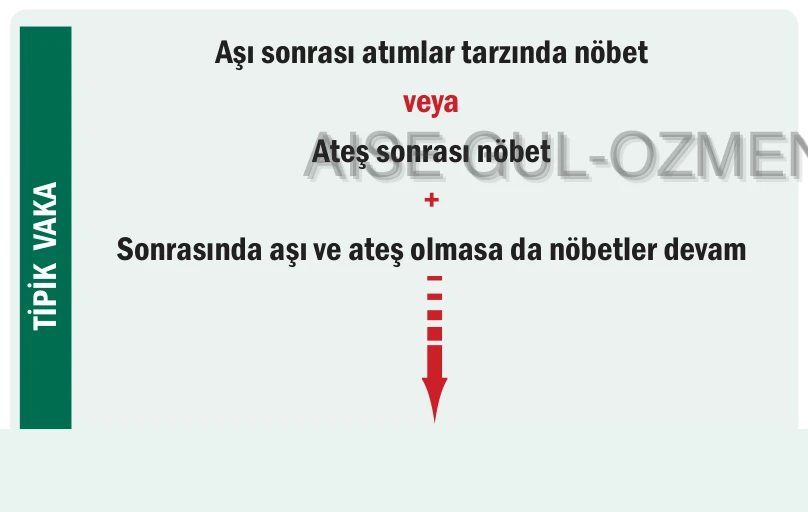 Aşı sonrası atımlar tarzında nöbet
veya
Ateş sonrası nöbet
+
Sonrasında aşı ve ateş olmasa da nöbetler devam
TİPİK VAKA
AISE GUL-OZMEN